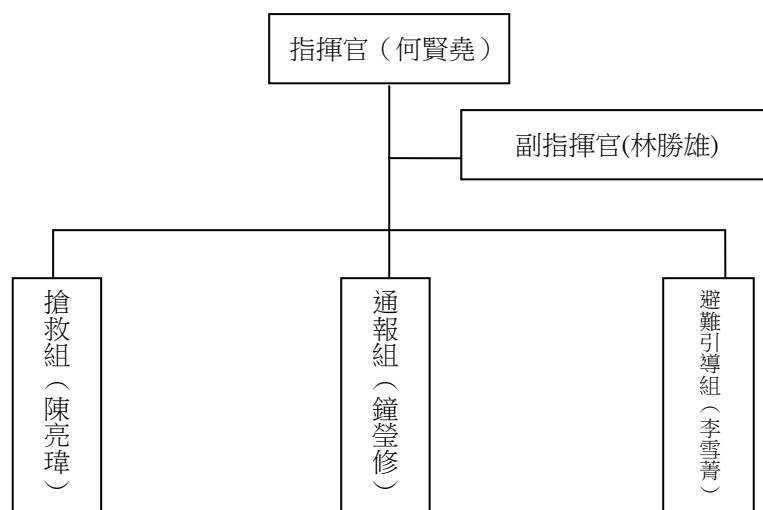 指揮官（何賢堯）
副指揮官(林勝雄)
搶救組（陳亮瑋）
通報組（鐘瑩修）
避難引導組（李雪菁）